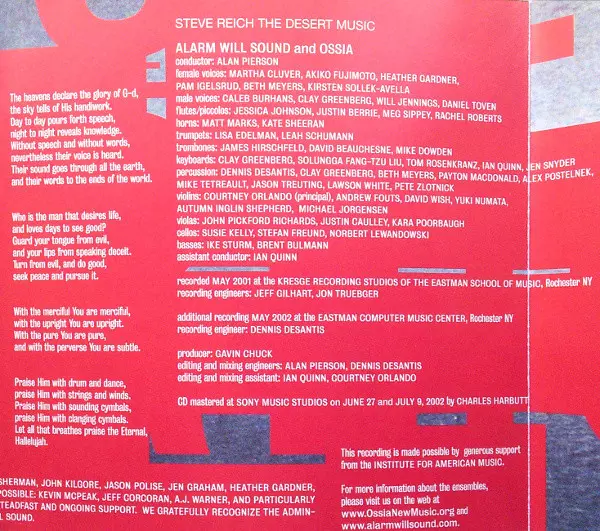 STEVE REICH THE DESERT MUSIC
ALARM WILL SOUND and OSSIA
conductor: ALAN PIERSON
female voices: MARTHA CLUVER, AKIKO FUJIMOTO, HEATHER GARDNER,
PAM IGELSRUD, BETH MEYERS, KIRSTEN SOLLEK-AVELLA
male voices: CALEB BURHANS, CLAY GREENBERG, WILL JENNINGS, DANIEL TOVEN
flutes/piccolos: JESSICA JOHNSON, JUSTIN BERRIE, MEG SIPPEY, RACHEL ROBERTS
horns: MATT MARKS, KATE SHEERAN
trumpets: LISA EDELMAN, LEAH SCHUMANN
trombones: JAMES HIRSCHFELD, DAVID BEAUCHESNE, MIKE DOWDEN
keyboards: CLAY GREENBERG, SOLUNGGA FANG-TZU LIU, TOM ROSENKRANZ, IAN QUINN, JEN SNYDER
percussion: DENNIS DESANTIS, CLAY GREENBERG, BETH MEYERS, PAYTON MACDONALD, ALEX POSTELNEK,
MIKE TETREAULT, JASON TREUTING, LAWSON WHITE, PETE ZLOTNICK
violins: COURTNEY ORLANDO (principal), ANDREW FOUTS, DAVID WISH, YUKI NUMATA,
AUTUMN INGLIN SHEPHERD, MICHAEL JORGENSEN
violas: JOHN PICKFORD RICHARDS, JUSTIN CAULLEY, KARA POORBAUGH
cellos: SUSIE KELLY, STEFAN FREUND, NORBERT LEWANDOWSKI
basses: IKE STURM, BRENT BULMANN
assistant conductor: IAN QUINN
recorded MAY 2001 at the KRESGE RECORDING STUDIOS OF THE EASTMAN SCHOOL OF MUSIC, Rochester NY
recording engineers: JEFF GILHART, JON TRUEBGER
additional recording MAY 2002 at the EASTMAN COMPUTER MUSIC CENTER, Rochester NY
recording engineer: DENNIS DESANTIS
producer: GAVIN CHUCK
editing and mixing engineers: ALAN PIERSON, DENNIS DESANTIS
editing and mixing assistant: IAN QUINN, COURTNEY ORLANDO
CD mastered at SONY MUSIC STUDIOS on JUNE 27 and JULY 9, 2002 by CHARLES HARBUTT
This recording is made possible by generous support
from the INSTITUTE FOR AMERICAN MUSIC.
For more information about the ensembles,
please visit us on the web at
www.OssiaNewMusic.org and
www.alarmwillsound.com.
The heavens declare the glory of G-d,
the sky tells of His handiwork.
Day to day pours forth speech,
night to night reveals knowledge.
Without speech and without words,
nevertheless their voice is heard.
Their sound goes through all the earth,
and their words to the ends of the world.
Who is the man that desires life,
and loves days to see good?
Guard your tongue from evil,
and your lips from speaking deceit.
Turn from evil, and do good,
seek peace and pursue it.
With the merciful You are merciful,
with the upright You are upright.
With the pure You are pure,
and with the perverse You are subtle.
Praise Him with drum and dance,
praise Him with strings and winds.
Praise Him with sounding cymbals,
praise Him with clanging cymbals.
Let all that breathes praise the Eternal,
Hallelujah.
SHERMAN, JOHN KILGORE, JASON POLISE, JEN GRAHAM, HEATHER GARDNER,
POSSIBLE: KEVIN MCPEAK, JEFF CORCORAN, A.J. WARNER, AND PARTICULARLY
STEADFAST AND ONGOING SUPPORT. WE GRATEFULLY RECOGNIZE THE ADMIN-
L SOUND.